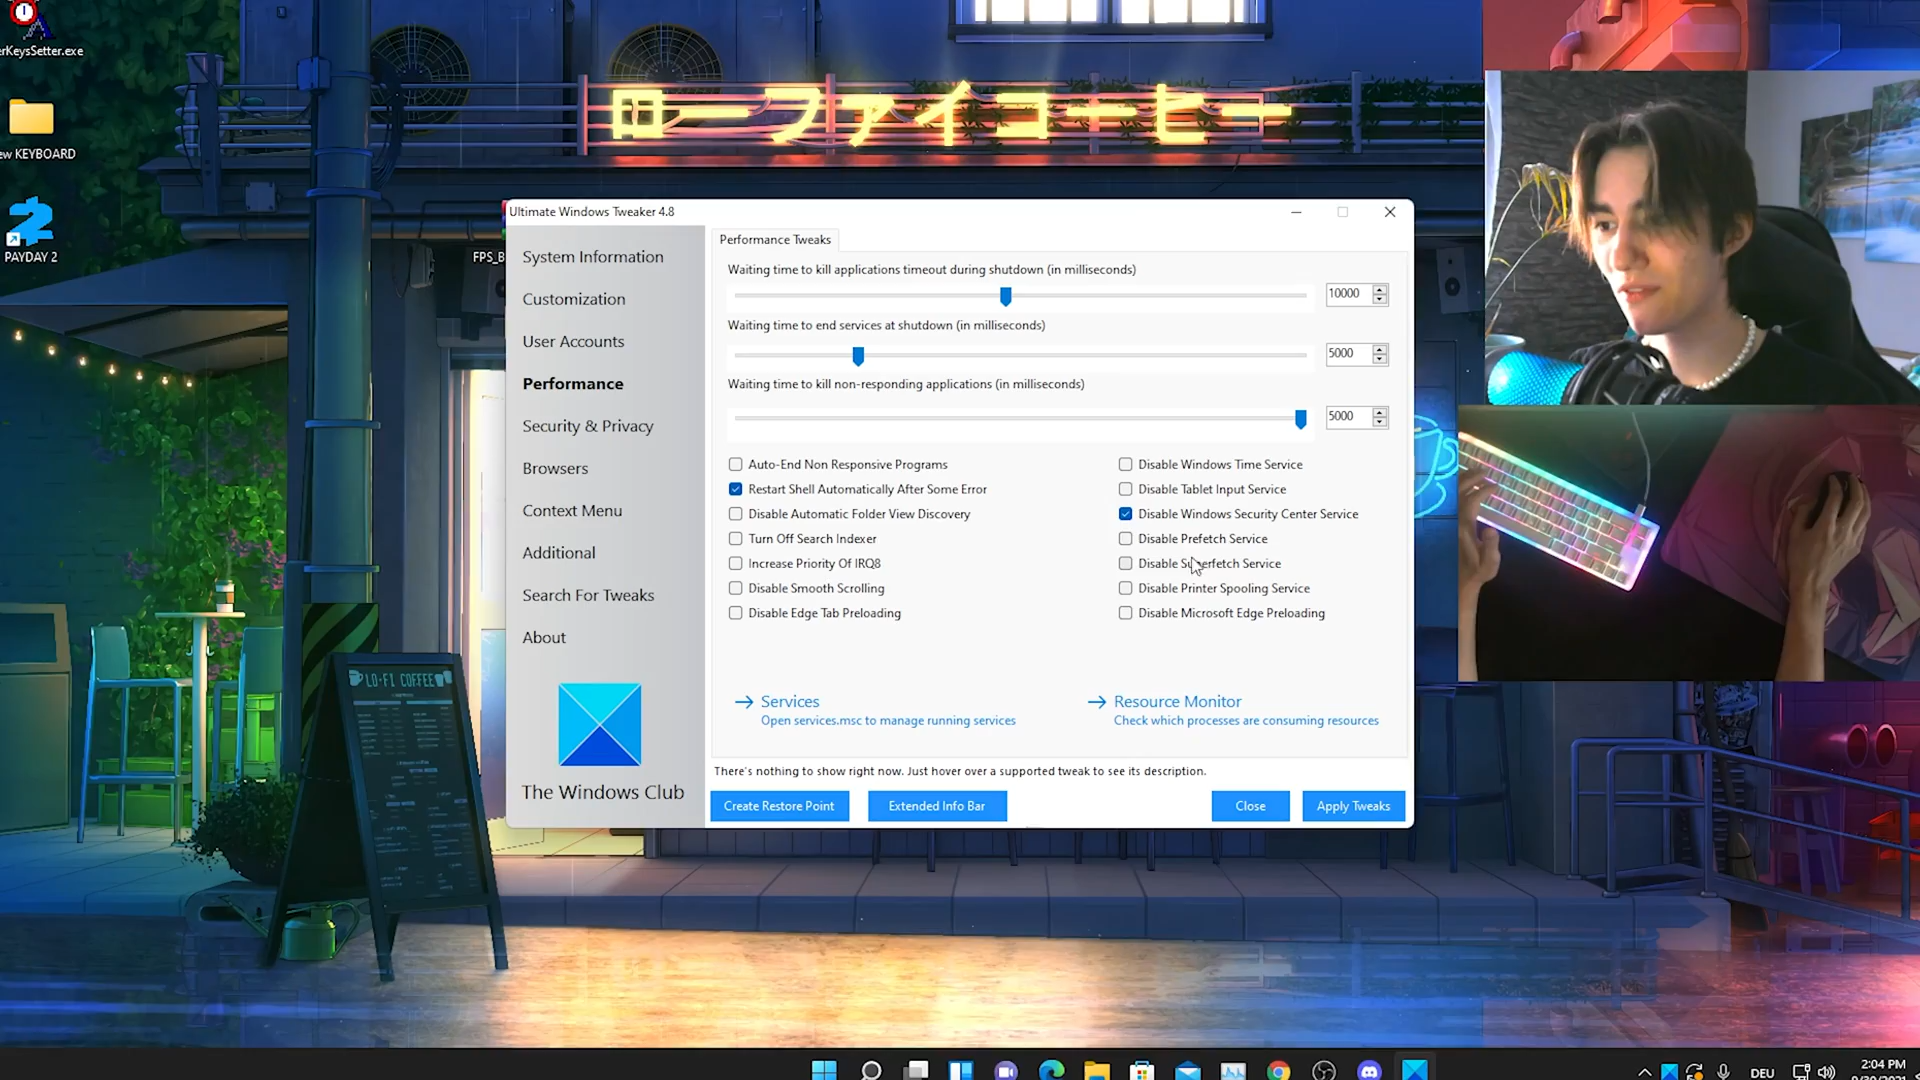 erKeysSetter.exe
ew KEYBOARD
PAYDAY 2
ローファイコーヒー
FPS_B
LO-FI COFFEE
Ultimate Windows Tweaker 4.8
System Information
Customization
User Accounts
Performance
Security & Privacy
Browsers
Context Menu
Additional
Search For Tweaks
About
The Windows Club
Performance Tweaks
Waiting time to kill applications timeout during shutdown (in milliseconds)
10000
Waiting time to end services at shutdown (in milliseconds)
5000
Waiting time to kill non-responding applications (in milliseconds)
5000
Auto-End Non Responsive Programs
Restart Shell Automatically After Some Error
Disable Automatic Folder View Discovery
Turn Off Search Indexer
Increase Priority Of IRQ8
Disable Smooth Scrolling
Disable Edge Tab Preloading
Disable Windows Time Service
Disable Tablet Input Service
Disable Windows Security Center Service
Disable Prefetch Service
Disable Superfetch Service
Disable Printer Spooling Service
Disable Microsoft Edge Preloading
Services
Open services.msc to manage running services
Resource Monitor
Check which processes are consuming resources
There's nothing to show right now. Just hover over a supported tweak to see its description.
Create Restore Point
Extended Info Bar
Close
Apply Tweaks
DEU
2:04 PM